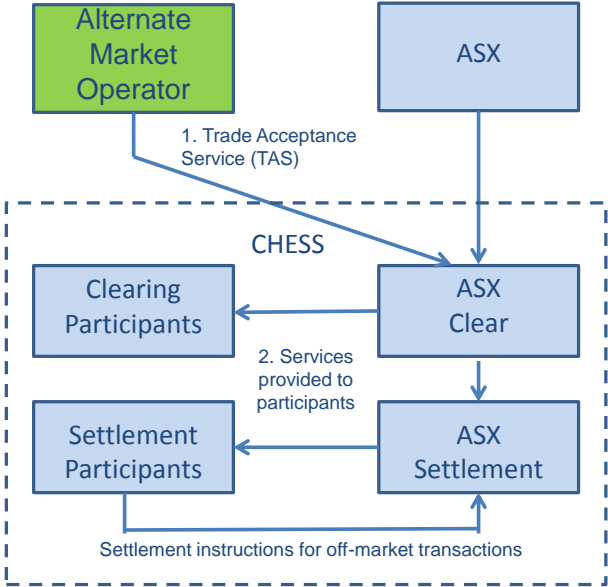 Alternate
Market
Operator
ASX
1. Trade Acceptance
Service (TAS)
CHESS
Clearing
Participants
ASX
Clear
2. Services
provided to
participants
Settlement
Participants
ASX
Settlement
Settlement instructions for off-market transactions